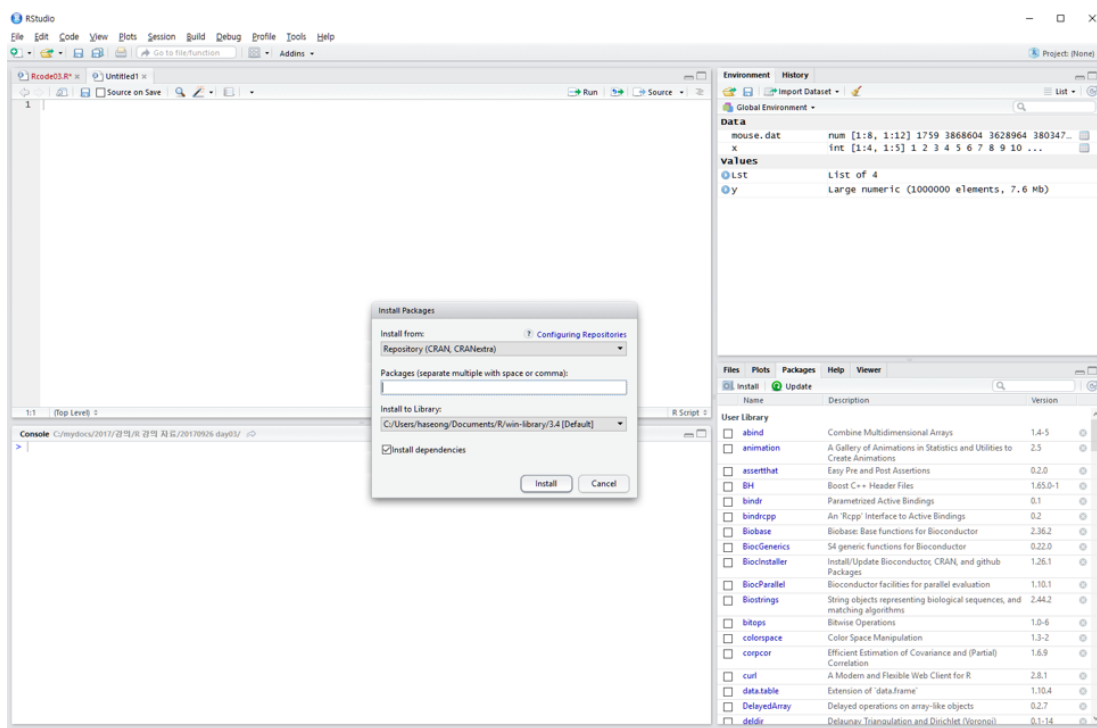 RStudio
File Edit Code View Plots Session Build Debug Profile Tools Help
Go to file/function Addins Project: (None)
Rcode03.R* Untitled1
Source on Save Run Source
1
1:1 (Top Level) R Script
Console C:/mydocs/2017/강의/R 강의 자료/20170926 day03/
>
Install Packages
Install from: ? Configuring Repositories
Repository (CRAN, CRANextra)
Packages (separate multiple with space or comma):
Install to Library:
C:/Users/haseong/Documents/R/win-library/3.4 [Default]
Install dependencies
Install Cancel
Environment History
Import Dataset List
Global Environment
Data
mouse.dat num [1:8, 1:12] 1759 3868604 3628964 380347…
x int [1:4, 1:5] 1 2 3 4 5 6 7 8 9 10 ...
Values
Lst List of 4
y Large numeric (1000000 elements, 7.6 Mb)
Files Plots Packages Help Viewer
Install Update
Name Description Version
User Library
abind Combine Multidimensional Arrays 1.4-5
animation A Gallery of Animations in Statistics and Utilities to Create Animations 2.5
assertthat Easy Pre and Post Assertions 0.2.0
BH Boost C++ Header Files 1.65.0-1
bindr Parametrized Active Bindings 0.1
bindrcpp An 'Rcpp' Interface to Active Bindings 0.2
Biobase Biobase: Base functions for Bioconductor 2.36.2
BiocGenerics S4 generic functions for Bioconductor 0.22.0
BiocInstaller Install/Update Bioconductor, CRAN, and github Packages 1.26.1
BiocParallel Bioconductor facilities for parallel evaluation 1.10.1
Biostrings String objects representing biological sequences, and matching algorithms 2.44.2
bitops Bitwise Operations 1.0-6
colorspace Color Space Manipulation 1.3-2
corpcor Efficient Estimation of Covariance and (Partial) Correlation 1.6.9
curl A Modern and Flexible Web Client for R 2.8.1
data.table Extension of `data.frame` 1.10.4
DelayedArray Delayed operations on array-like objects 0.2.7
deldir Delaunay Triangulation and Dirichlet (Voronoi) 0.1-14